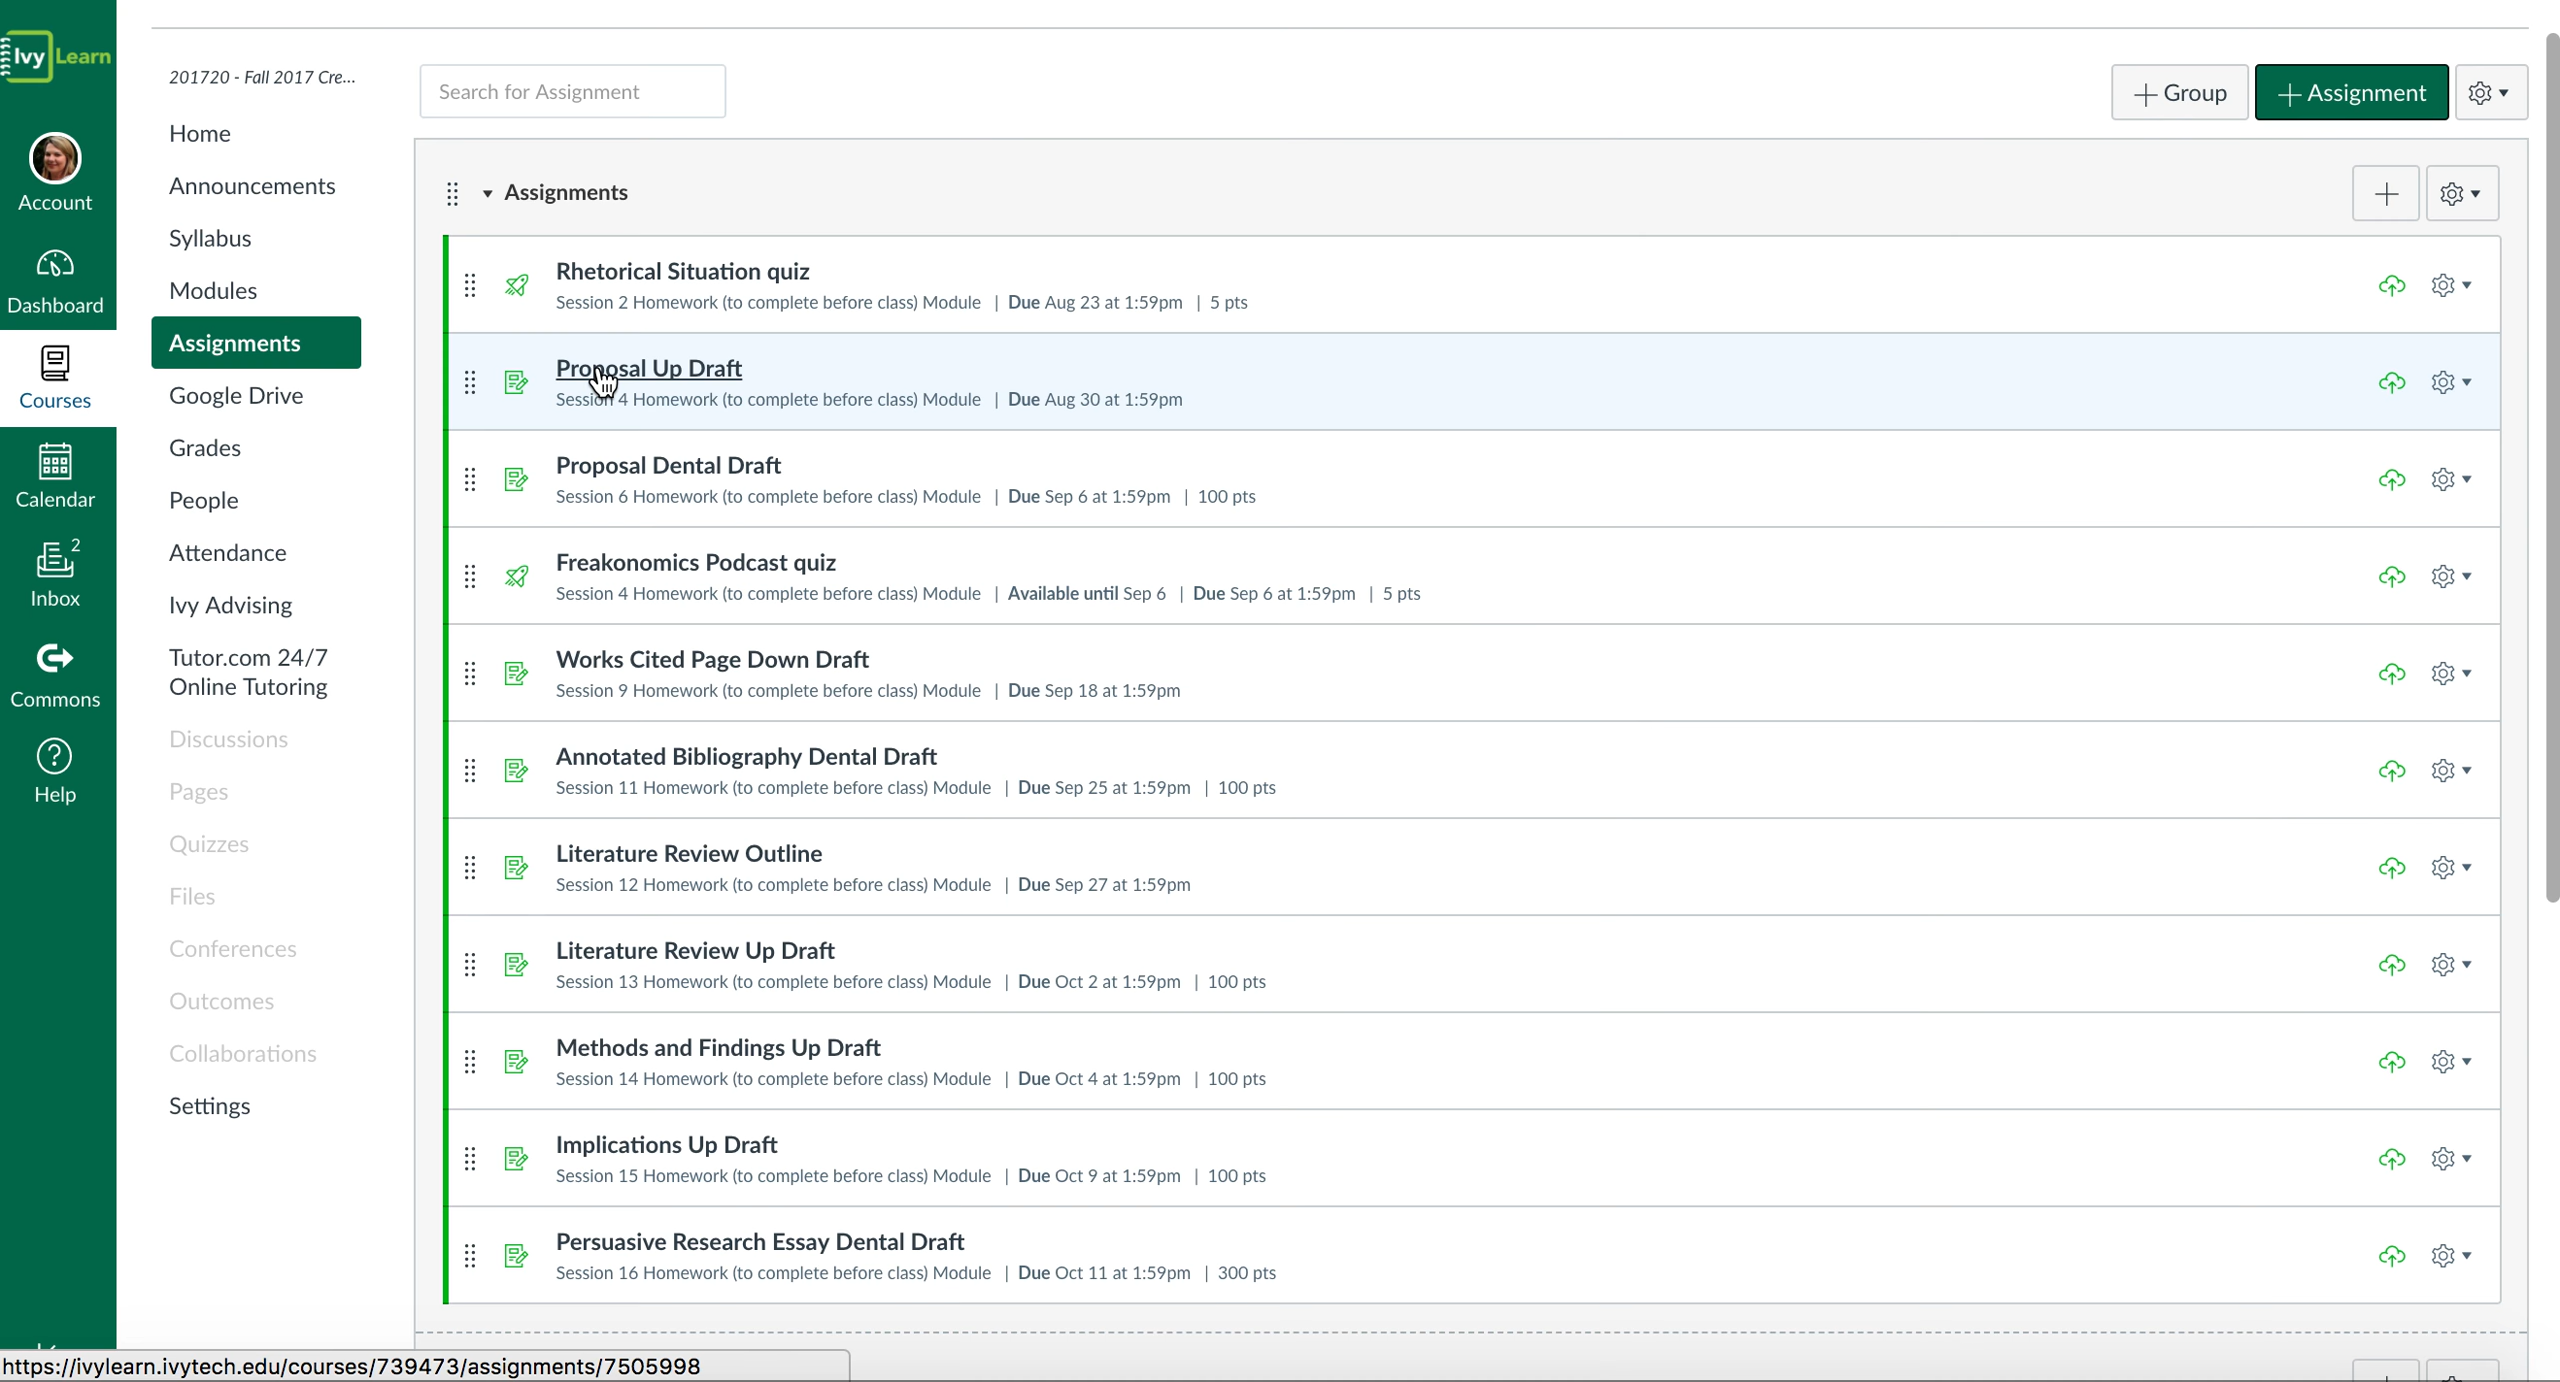 Ivy Learn
Account
Dashboard
Courses
Calendar
2
Inbox
Commons
Help
201720 - Fall 2017 Cre...
Home
Announcements
Syllabus
Modules
Assignments
Google Drive
Grades
People
Attendance
Ivy Advising
Tutor.com 24/7
Online Tutoring
Discussions
Pages
Quizzes
Files
Conferences
Outcomes
Collaborations
Settings
Search for Assignment
+ Group
+ Assignment
Assignments
Rhetorical Situation quiz
Session 2 Homework (to complete before class) Module | Due Aug 23 at 1:59pm | 5 pts
Proposal Up Draft
Session 4 Homework (to complete before class) Module | Due Aug 30 at 1:59pm
Proposal Dental Draft
Session 6 Homework (to complete before class) Module | Due Sep 6 at 1:59pm | 100 pts
Freakonomics Podcast quiz
Session 4 Homework (to complete before class) Module | Available until Sep 6 | Due Sep 6 at 1:59pm | 5 pts
Works Cited Page Down Draft
Session 9 Homework (to complete before class) Module | Due Sep 18 at 1:59pm
Annotated Bibliography Dental Draft
Session 11 Homework (to complete before class) Module | Due Sep 25 at 1:59pm | 100 pts
Literature Review Outline
Session 12 Homework (to complete before class) Module | Due Sep 27 at 1:59pm
Literature Review Up Draft
Session 13 Homework (to complete before class) Module | Due Oct 2 at 1:59pm | 100 pts
Methods and Findings Up Draft
Session 14 Homework (to complete before class) Module | Due Oct 4 at 1:59pm | 100 pts
Implications Up Draft
Session 15 Homework (to complete before class) Module | Due Oct 9 at 1:59pm | 100 pts
Persuasive Research Essay Dental Draft
Session 16 Homework (to complete before class) Module | Due Oct 11 at 1:59pm | 300 pts
https://ivylearn.ivytech.edu/courses/739473/assignments/7505998